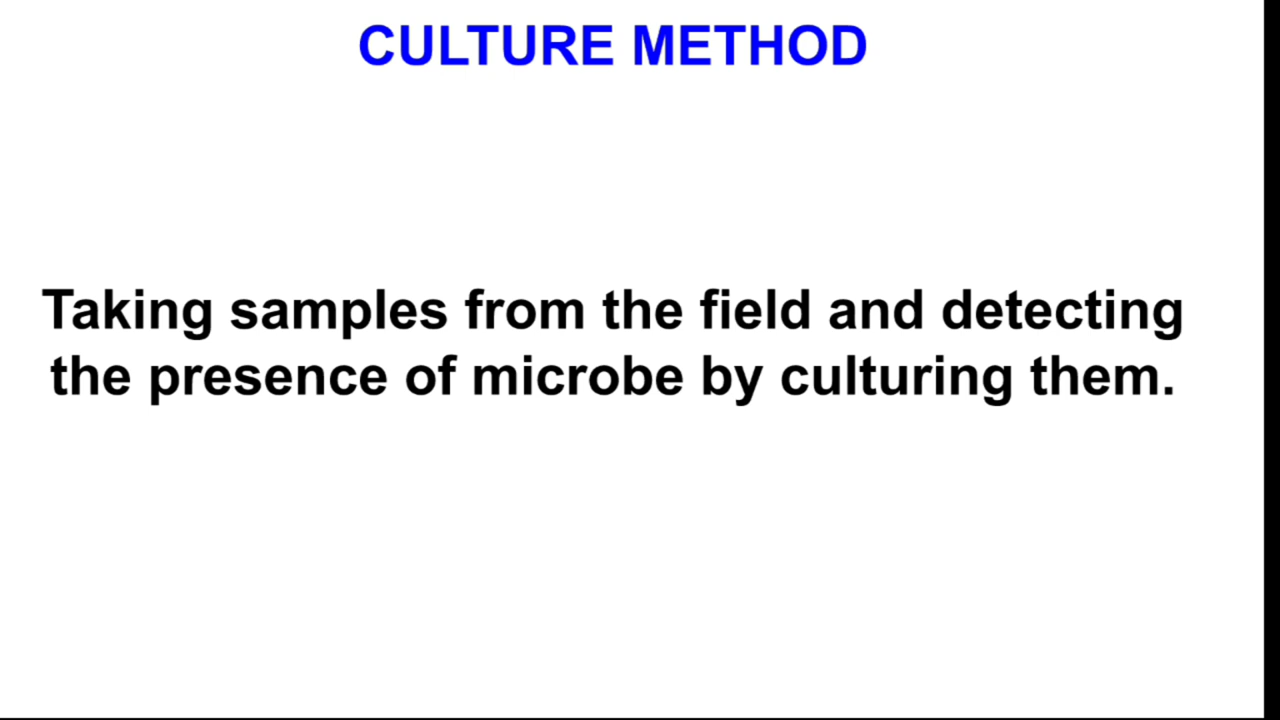 CULTURE METHOD
Taking samples from the field and detecting
the presence of microbe by culturing them.